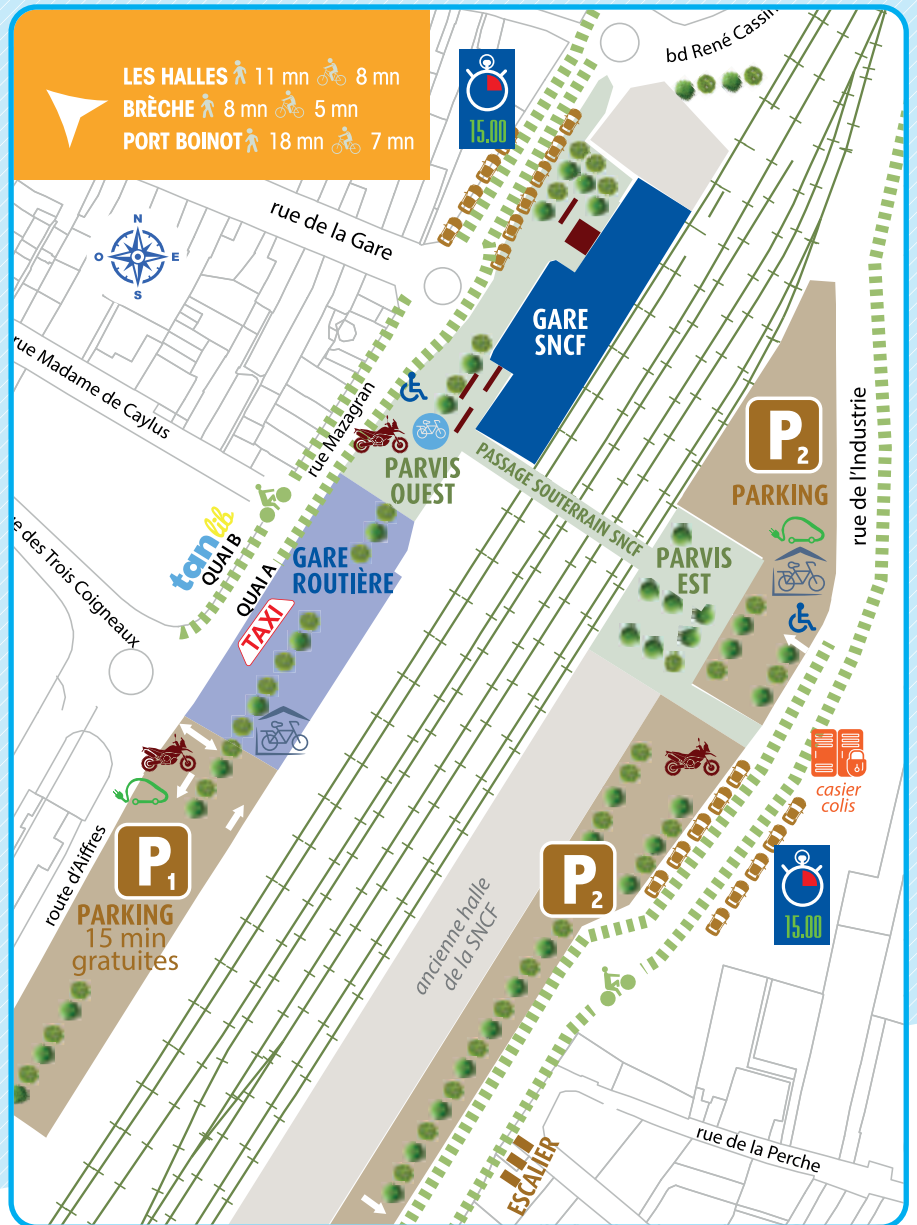 LES HALLES 11 mn 8 mn
BRÈCHE 8 mn 5 mn
PORT BOINOT 18 mn 7 mn
15.00
bd René Cassin
rue de la Gare
N
O E
S
GARE
SNCF
rue Madame de Caylus
rue Mazagran
rue de l'Industrie
P2
PARKING
PARVIS
OUEST
PASSAGE SOUTERRAIN SNCF
PARVIS
EST
tanlib
QUAI B
QUAI A
GARE
ROUTIÈRE
TAXI
des Trois Coigneaux
casier
colis
route d'Aiffres
P1
PARKING
15 min
gratuites
P2
15.00
ancienne halle
de la SNCF
rue de la Perche
ESCALIER